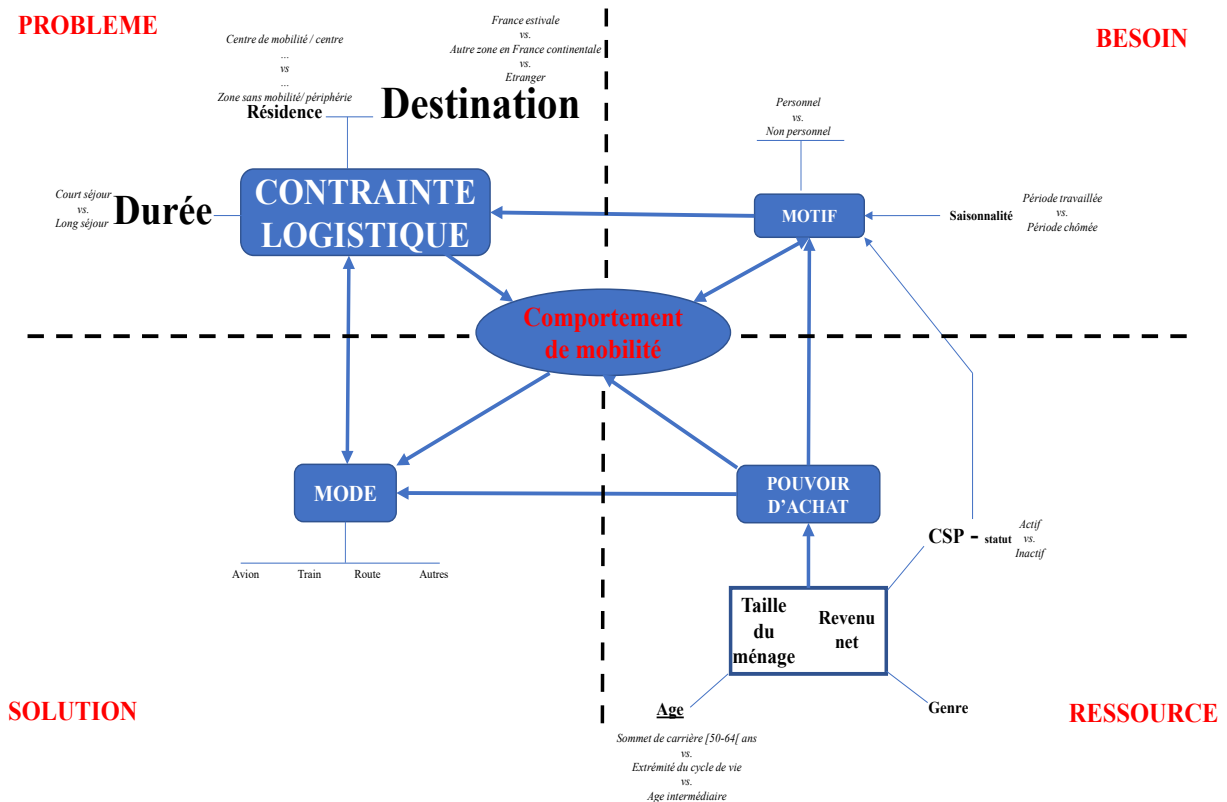 PROBLEME
BESOIN
Centre de mobilité / centre
...
vs
...
Zone sans mobilité/ périphérie
Résidence
France estivale
vs.
Autre zone en France continentale
vs.
Etranger
Destination
Personnel
vs.
Non personnel
Court séjour
vs.
Long séjour
Durée
CONTRAINTE
LOGISTIQUE
MOTIF
Saisonnalité
Période travaillée
vs.
Période chômée
Comportement
de mobilité
MODE
Avion
Train
Route
Autres
POUVOIR
D’ACHAT
CSP - statut
Actif
vs.
Inactif
Taille
du
ménage
Revenu
net
Age
Genre
Sommet de carrière [50-64[ ans
vs.
Extrémité du cycle de vie
vs.
Age intermédiaire
SOLUTION
RESSOURCE